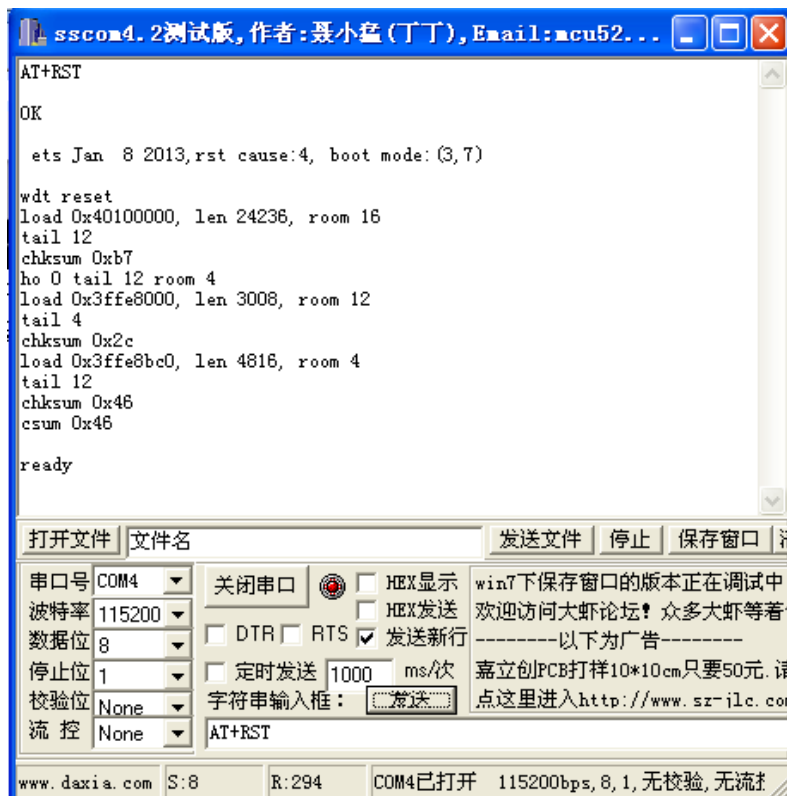 sscom4.2测试版,作者:聂小猛(丁丁),Email:mcu52...
AT+RST
OK
ets Jan  8 2013,rst cause:4, boot mode:(3,7)
wdt reset
load 0x40100000, len 24236, room 16
tail 12
chksum 0xb7
ho 0 tail 12 room 4
load 0x3ffe8000, len 3008, room 12
tail 4
chksum 0x2c
load 0x3ffe8bc0, len 4816, room 4
tail 12
chksum 0x46
csum 0x46
ready
打开文件 文件名 发送文件 停止 保存窗口
串口号 COM4 关闭串口 HEX显示
波特率 115200 HEX发送
数据位 8 DTR RTS 发送新行
停止位 1 定时发送 1000 ms/次
校验位 None 字符串输入框： 发送
流 控 None AT+RST
win7下保存窗口的版本正在调试中
欢迎访问大虾论坛！众多大虾等着
--------以下为广告--------
嘉立创PCB打样10*10cm只要50元.请
点这里进入http://www.sz-jlc.com
www.daxia.com S:8 R:294 COM4已打开 115200bps,8,1,无校验,无流控